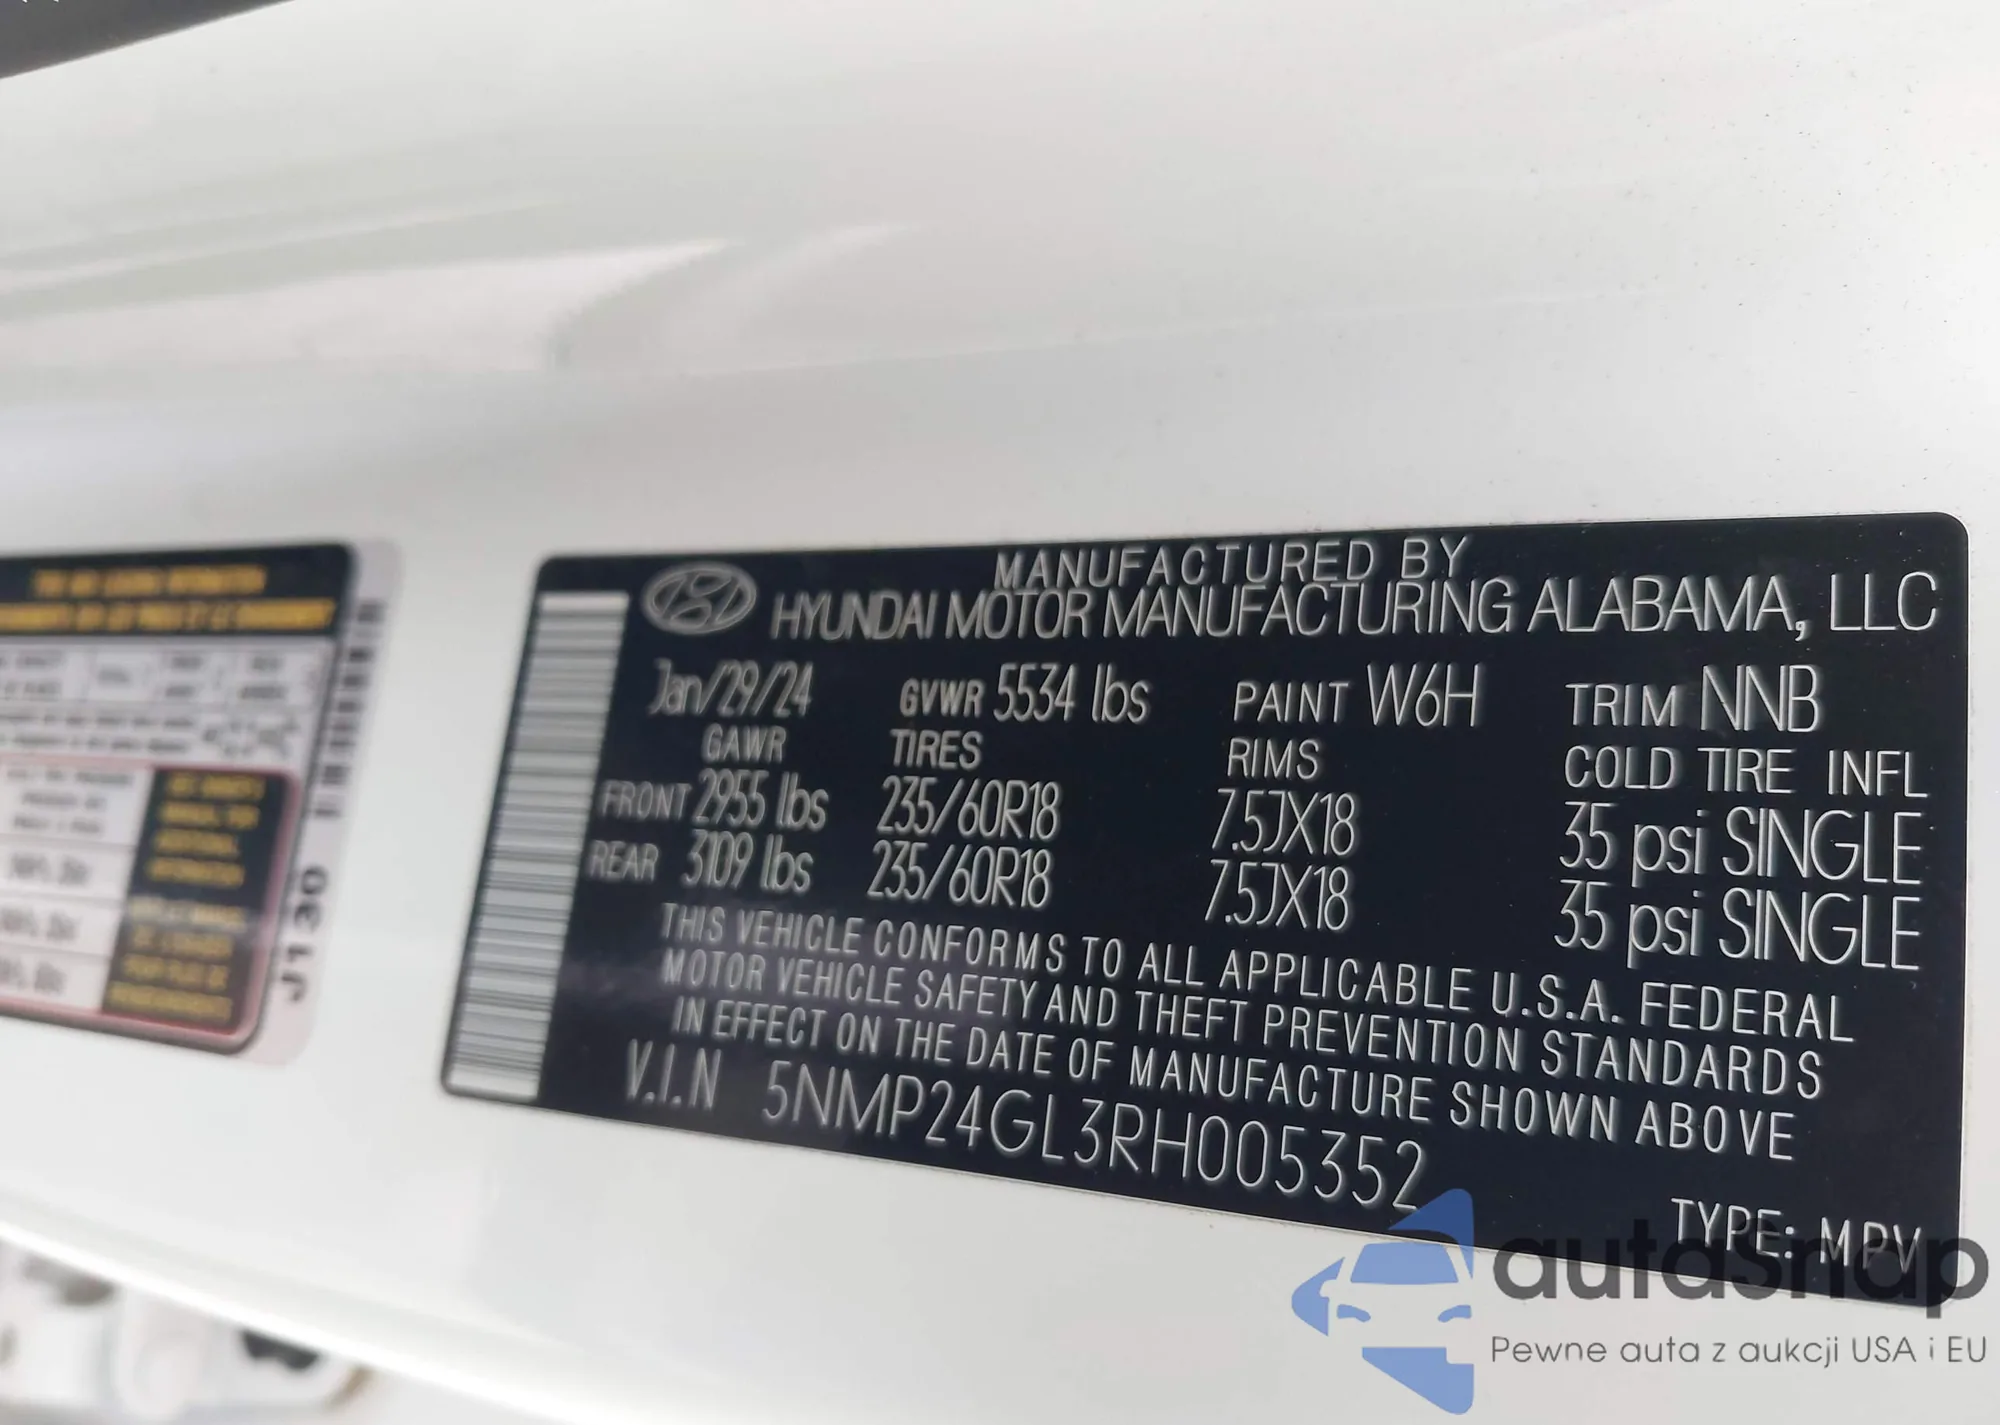 MANUFACTURED BY
HYUNDAI MOTOR MANUFACTURING ALABAMA, LLC
Jan/29/24 GVWR 5534 lbs PAINT W6H TRIM NNB
GAWR TIRES RIMS COLD TIRE INFL
FRONT 2955 lbs 235/60R18 7.5JX18 35 psi SINGLE
REAR 3109 lbs 235/60R18 7.5JX18 35 psi SINGLE
THIS VEHICLE CONFORMS TO ALL APPLICABLE U.S.A. FEDERAL
MOTOR VEHICLE SAFETY AND THEFT PREVENTION STANDARDS
IN EFFECT ON THE DATE OF MANUFACTURE SHOWN ABOVE
V.I.N 5NMP24GL3RH005352
TYPE: MPV
J130
autaSnap
Pewne auta z aukcji USA i EU